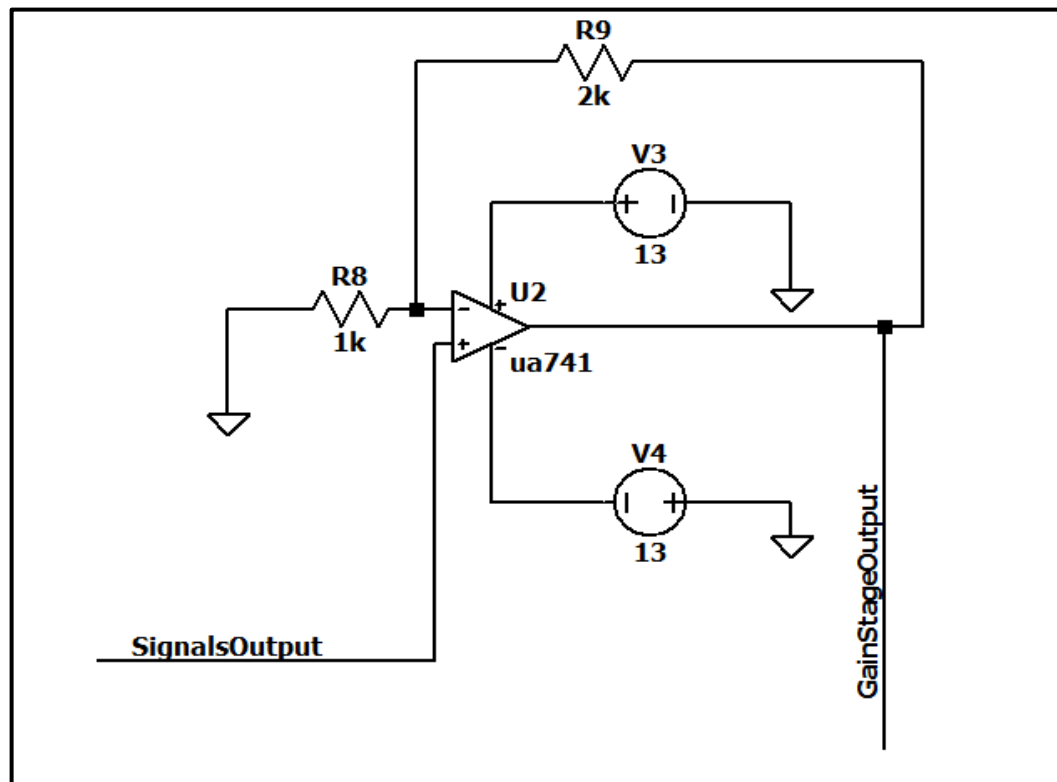 R9
2k
V3
+ -
13
R8
1k
U2
- +
+ -
ua741
V4
- +
13
SignalsOutput
GainStageOutput